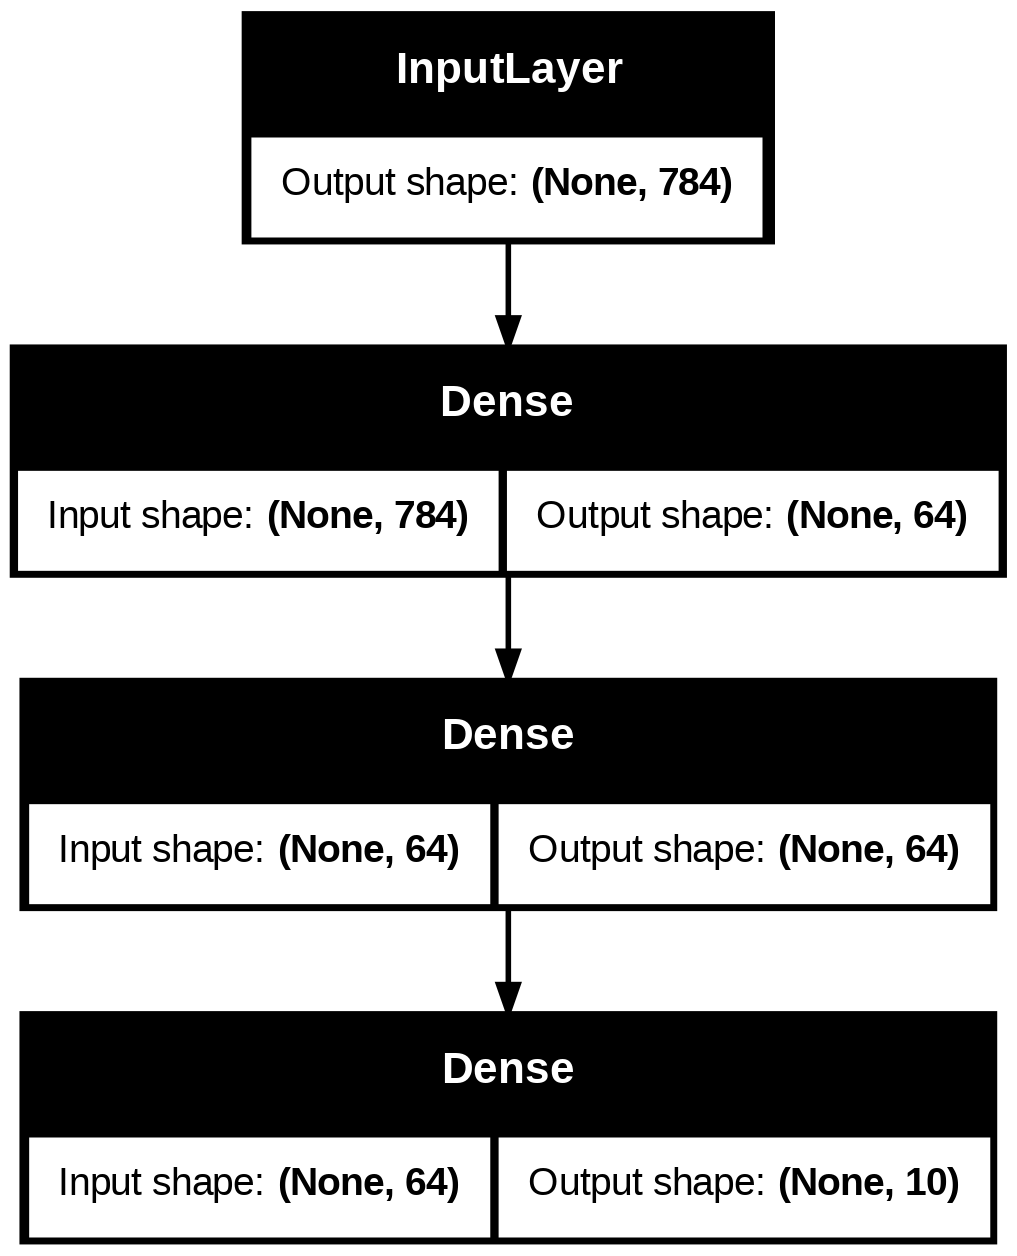 InputLayer
Output shape: (None, 784)
Dense
Input shape: (None, 784) Output shape: (None, 64)
Dense
Input shape: (None, 64) Output shape: (None, 64)
Dense
Input shape: (None, 64) Output shape: (None, 10)